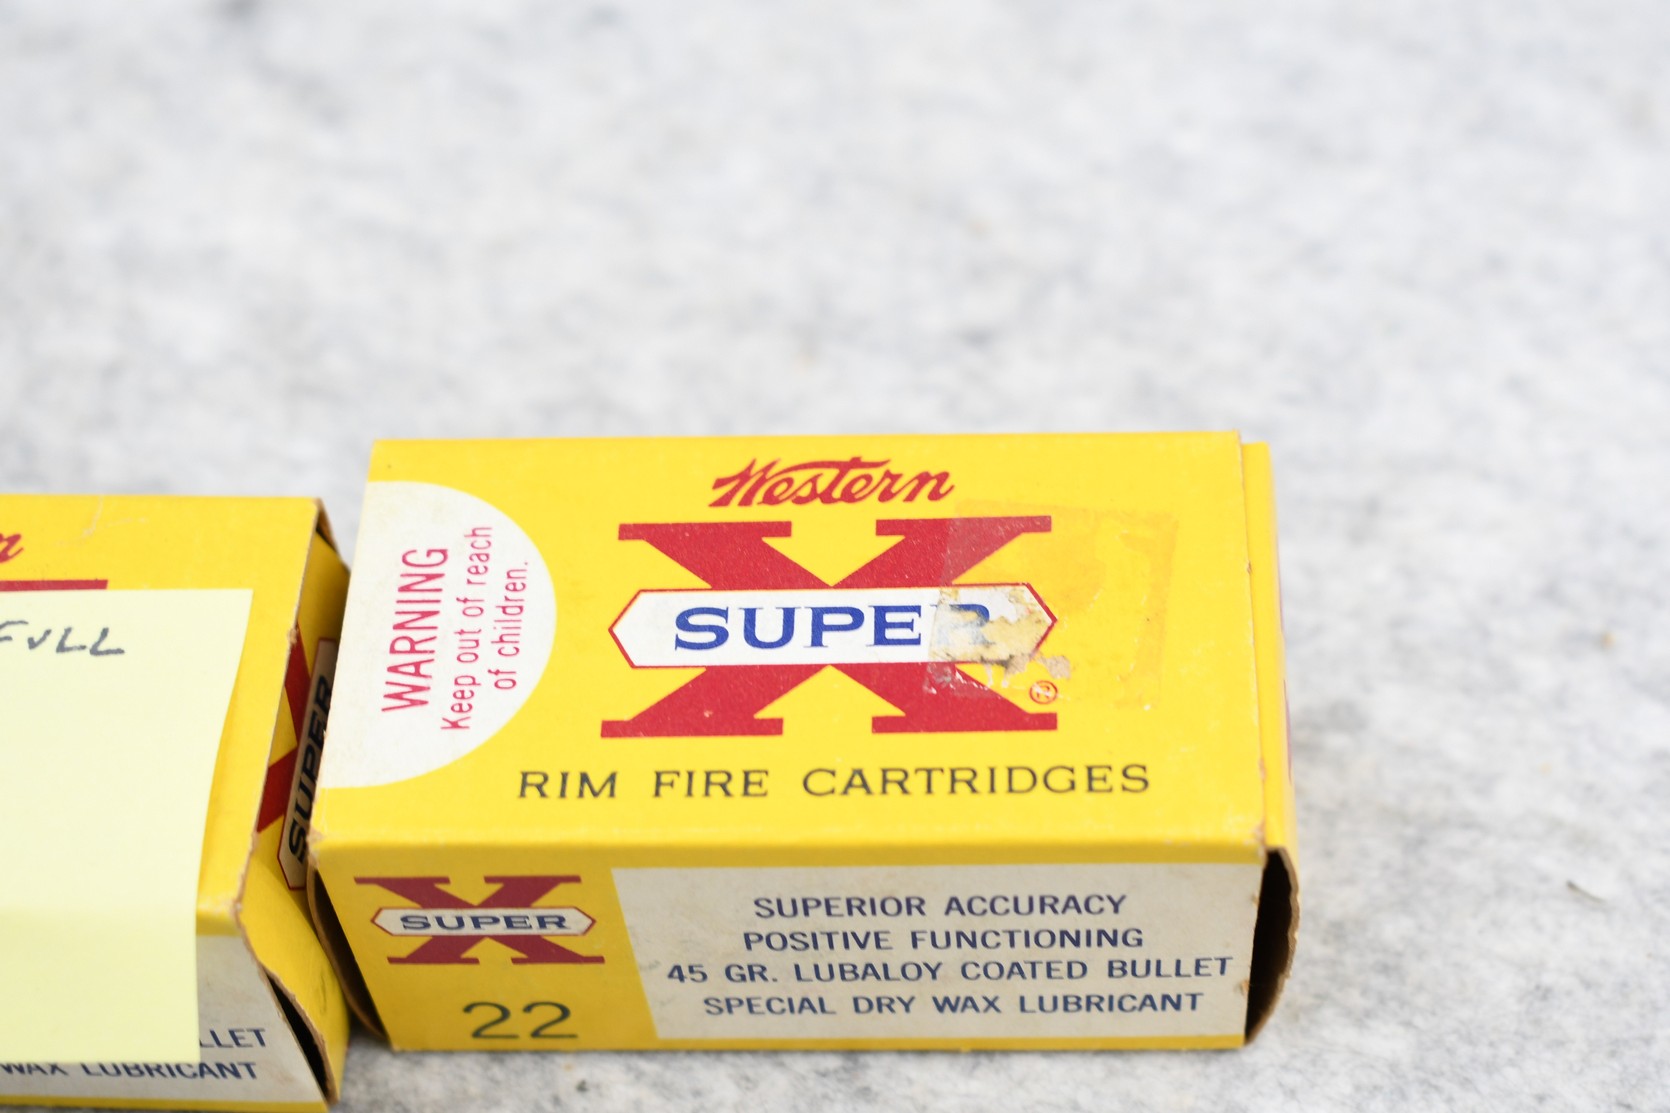 FULL
SUPER
LLET
WAX LUBRICANT
Western
X
SUPER
®
WARNING
Keep out of reach
of children.
RIM FIRE CARTRIDGES
X
SUPER
22
SUPERIOR ACCURACY
POSITIVE FUNCTIONING
45 GR. LUBALOY COATED BULLET
SPECIAL DRY WAX LUBRICANT